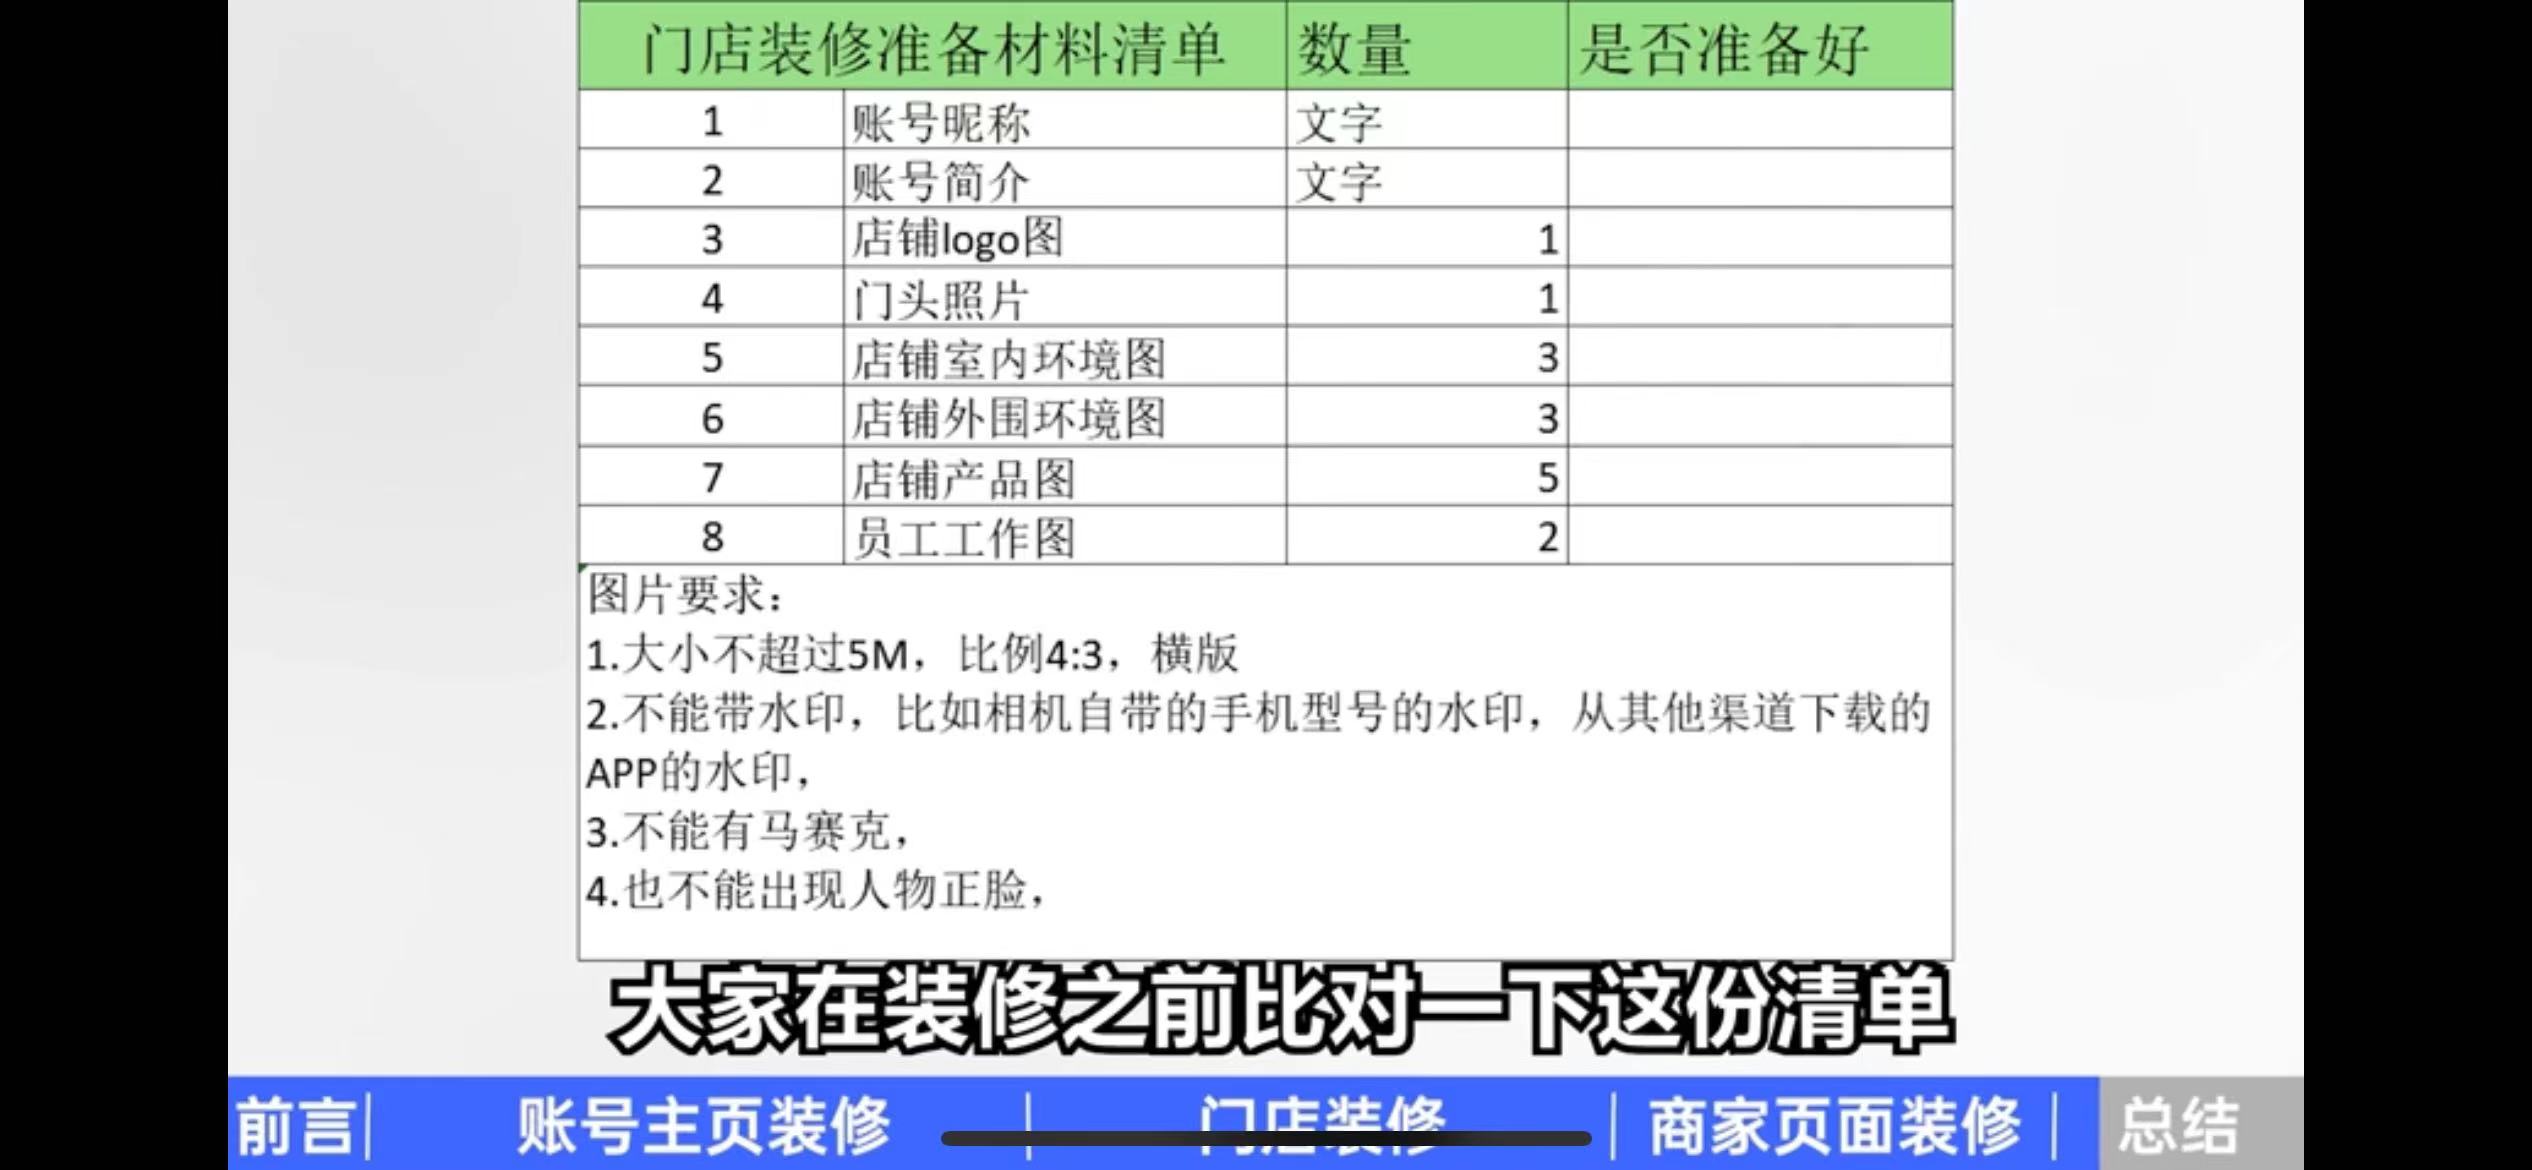 门店装修准备材料清单 数量 是否准备好
1 账号昵称 文字
2 账号简介 文字
3 店铺logo图 1
4 门头照片 1
5 店铺室内环境图 3
6 店铺外围环境图 3
7 店铺产品图 5
8 员工工作图 2
图片要求：
1.大小不超过5M，比例4:3，横版
2.不能带水印，比如相机自带的手机型号的水印，从其他渠道下载的
APP的水印，
3.不能有马赛克，
4.也不能出现人物正脸，
大家在装修之前比对一下这份清单
前言 账号主页装修 门店装修 商家页面装修 总结